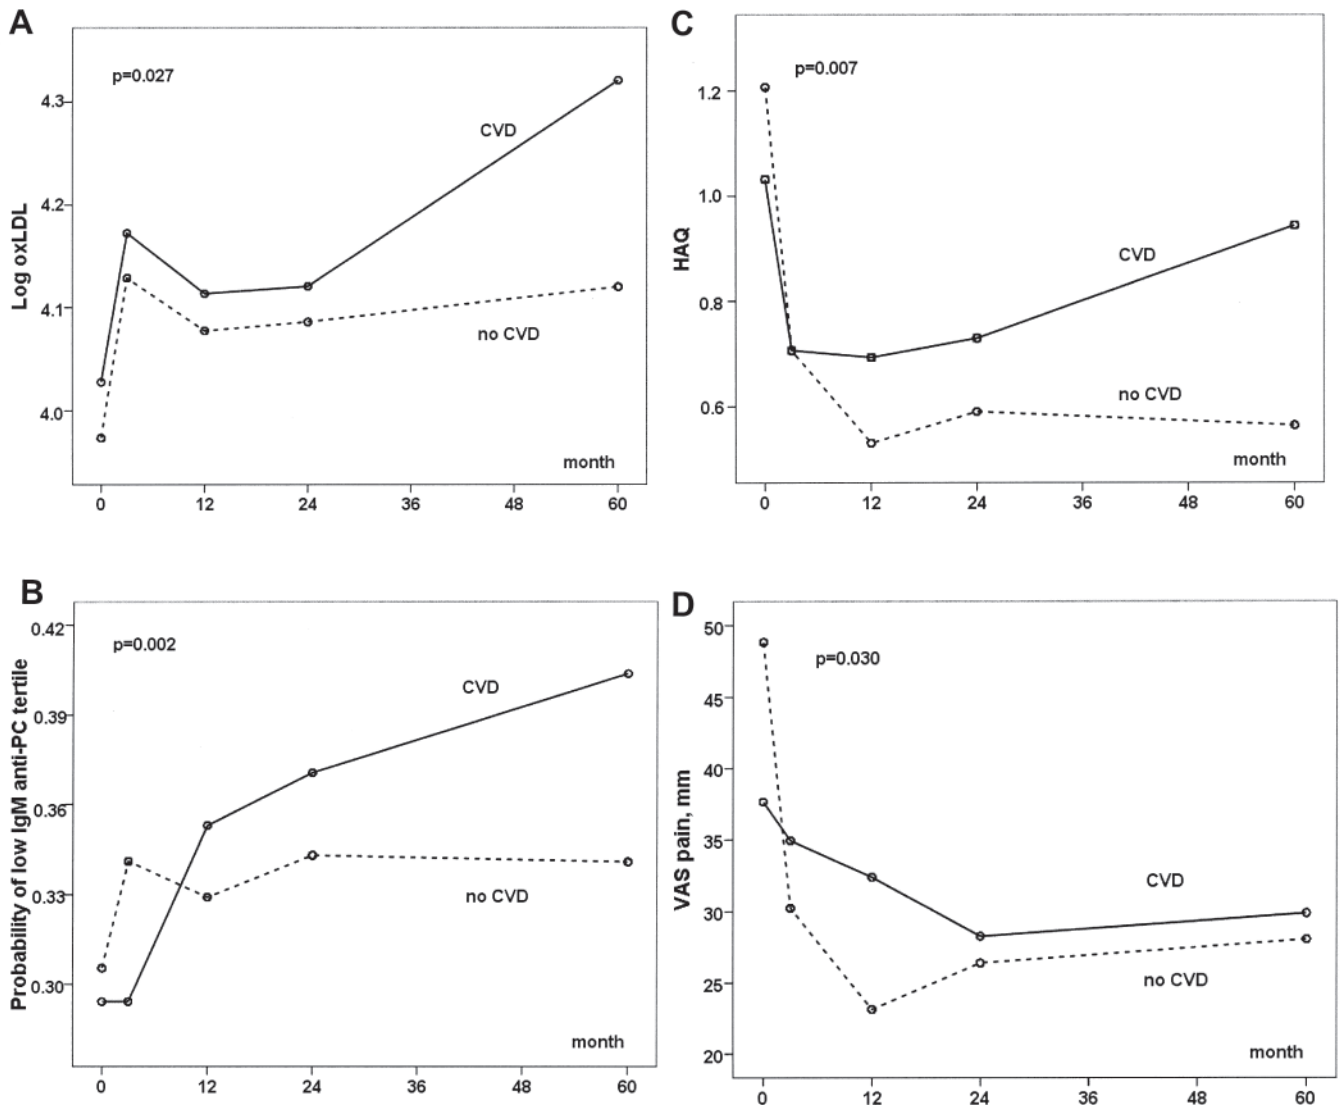 A
p=0.027
4.3
4.2
4.1
4.0
Log oxLDL
CVD
no CVD
month
0 12 24 36 48 60
C
p=0.007
1.2
1.0
0.8
0.6
HAQ
CVD
no CVD
month
0 12 24 36 48 60
B
p=0.002
0.42
0.39
0.36
0.33
0.30
Probability of low IgM anti-PC tertile
CVD
no CVD
month
0 12 24 36 48 60
D
p=0.030
50
45
40
35
30
25
20
VAS pain, mm
CVD
no CVD
month
0 12 24 36 48 60